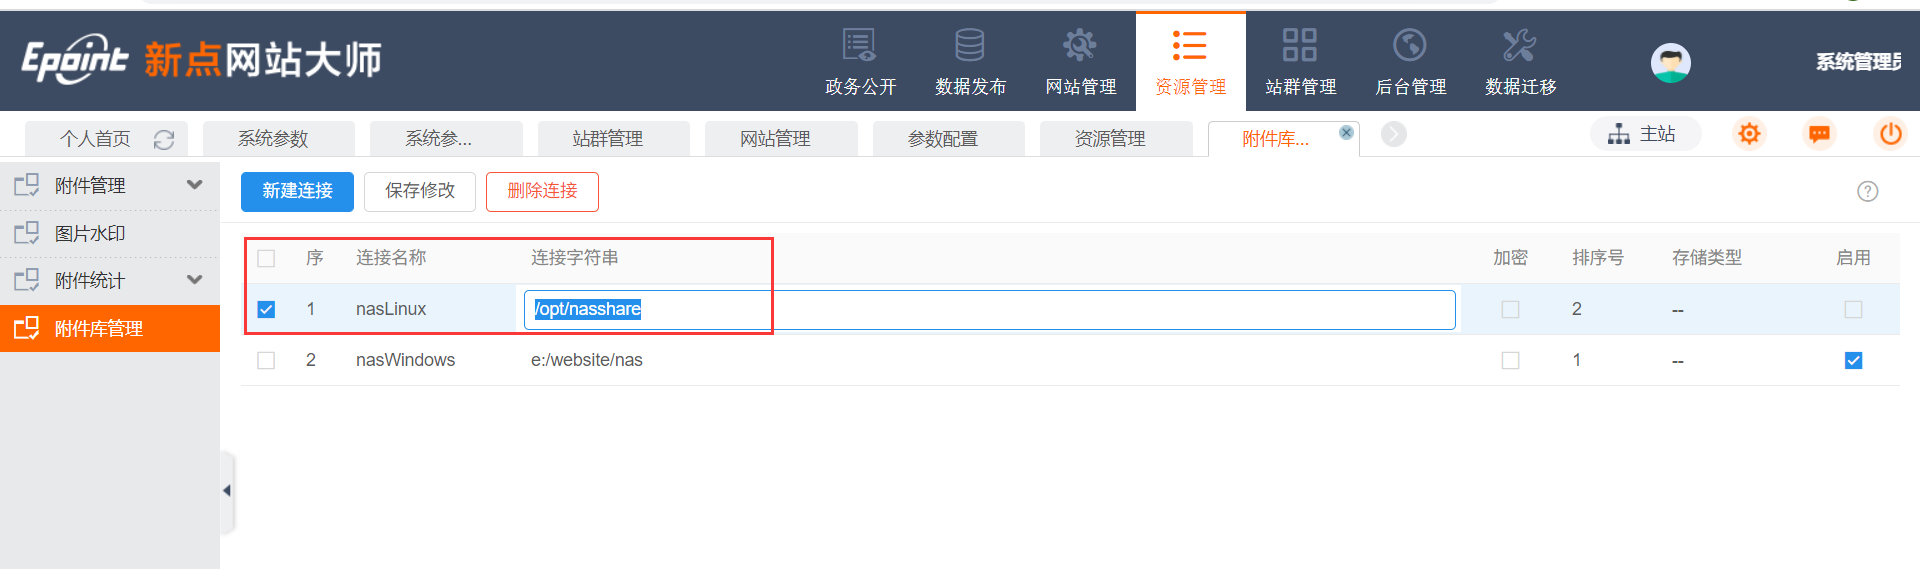 Epoint 新点网站大师
政务公开 数据发布 网站管理 资源管理 站群管理 后台管理 数据迁移
系统管理员
个人首页 系统参数 系统参... 站群管理 网站管理 参数配置 资源管理 附件库... 主站
附件管理
图片水印
附件统计
附件库管理
新建连接 保存修改 删除连接
序 连接名称 连接字符串 加密 排序号 存储类型 启用
1 nasLinux /opt/nasshare 2 --
2 nasWindows e:/website/nas 1 --